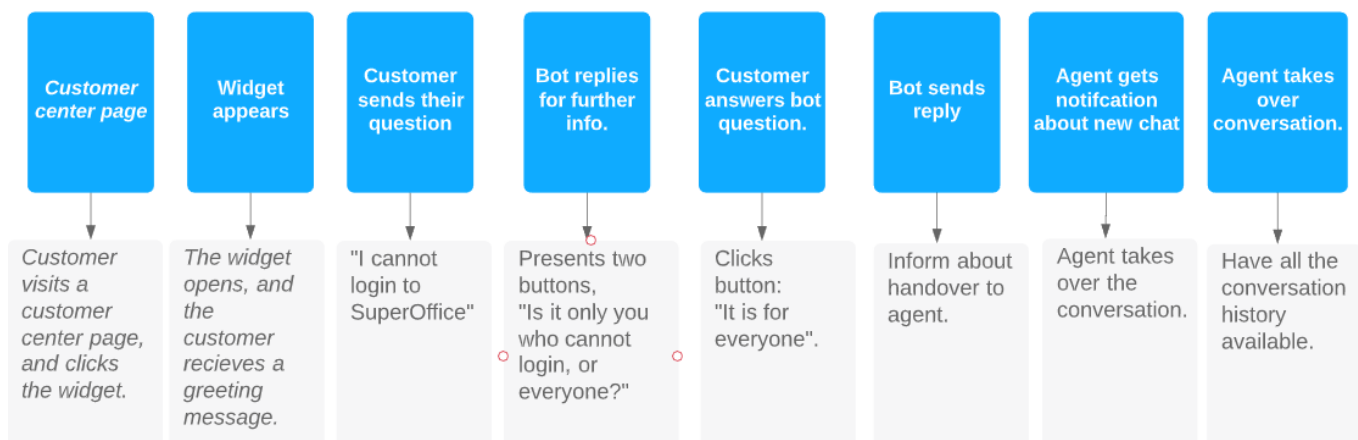 Customer
center page
Widget
appears
Customer
sends their
question
Bot replies
for further
info.
Customer
answers bot
question.
Bot sends
reply
Agent gets
notifcation
about new chat
Agent takes
over
conversation.
Customer
visits a
customer
center page,
and clicks
the widget.
The widget
opens, and
the
customer
recieves a
greeting
message.
"I cannot
login to
SuperOffice"
Presents two
buttons,
"Is it only you
who cannot
login, or
everyone?"
Clicks
button:
"It is for
everyone".
Inform about
handover to
agent.
Agent takes
over the
conversation.
Have all the
conversation
history
available.